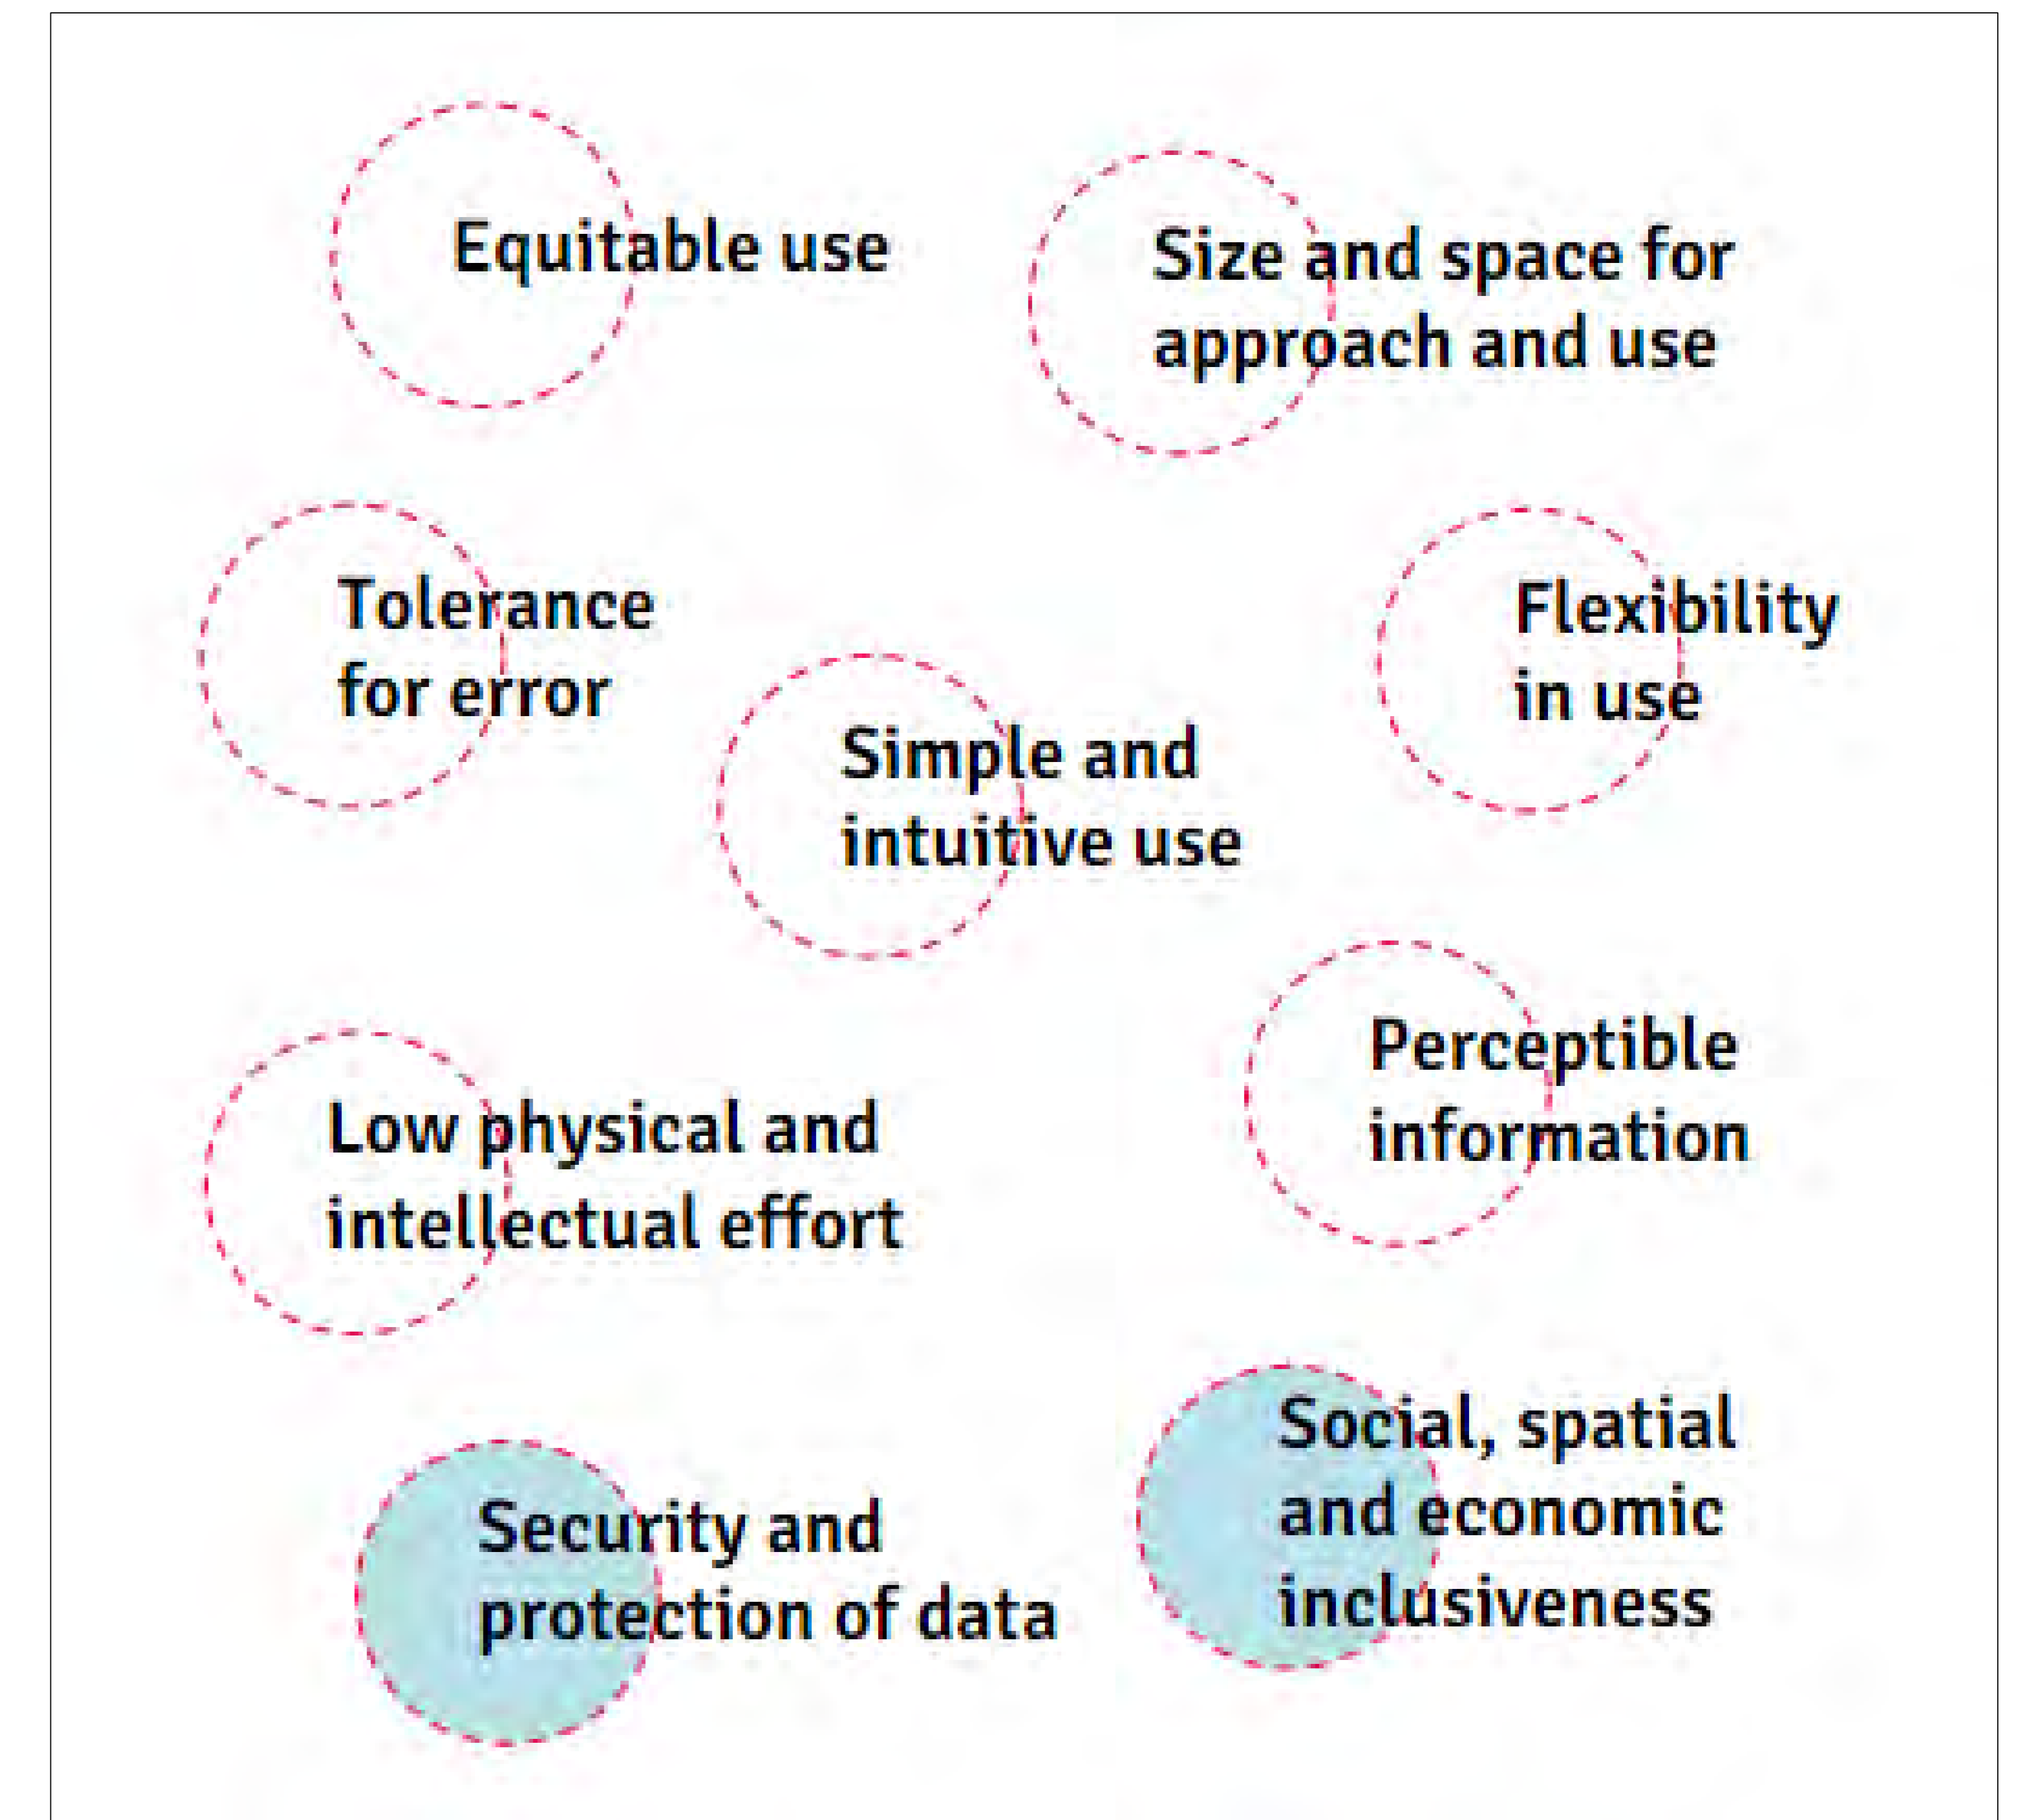 Equitable use
Size and space for
approach and use
Tolerance
for error
Flexibility
in use
Simple and
intuitive use
Perceptible
information
Low physical and
intellectual effort
Social, spatial
and economic
inclusiveness
Security and
protection of data